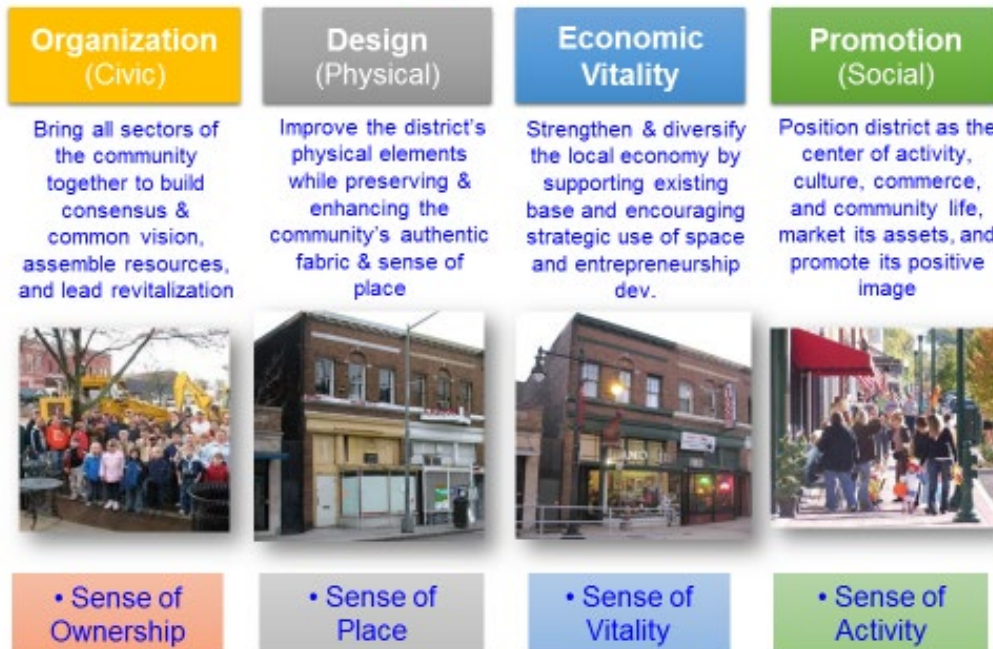 Organization
(Civic)
Bring all sectors of
the community
together to build
consensus &
common vision,
assemble resources,
and lead revitalization
• Sense of
Ownership
Design
(Physical)
Improve the district's
physical elements
while preserving &
enhancing the
community's authentic
fabric & sense of
place
• Sense of
Place
Economic
Vitality
Strengthen & diversify
the local economy by
supporting existing
base and encouraging
strategic use of space
and entrepreneurship
dev.
• Sense of
Vitality
Promotion
(Social)
Position district as the
center of activity,
culture, commerce,
and community life,
market its assets, and
promote its positive
image
• Sense of
Activity